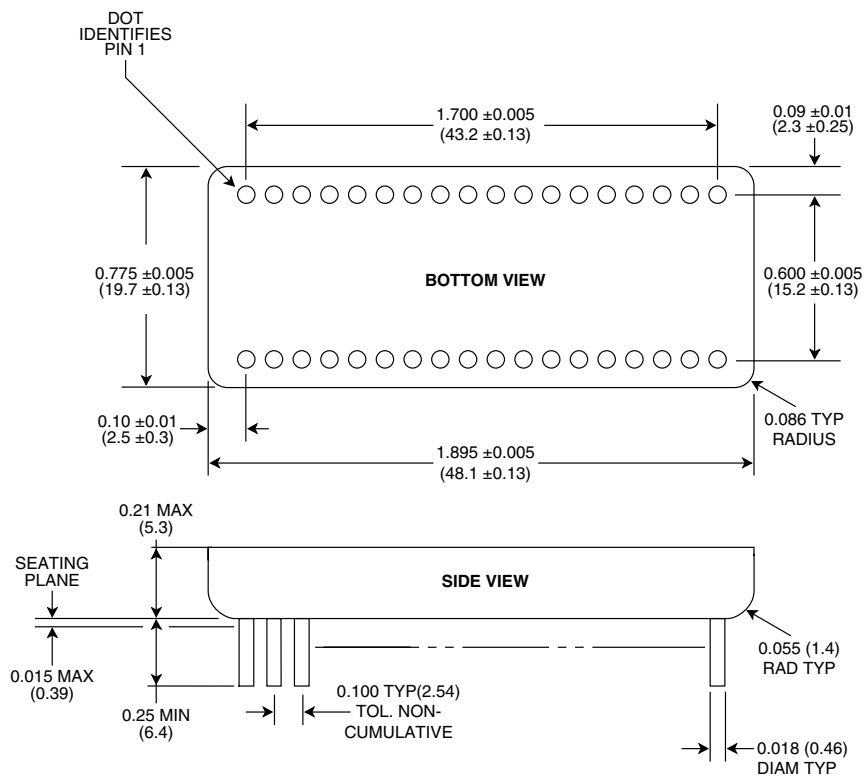 DOT
IDENTIFIES
PIN 1
1.700 ±0.005
(43.2 ±0.13)
0.09 ±0.01
(2.3 ±0.25)
0.775 ±0.005
(19.7 ±0.13)
BOTTOM VIEW
0.600 ±0.005
(15.2 ±0.13)
0.10 ±0.01
(2.5 ±0.3)
0.086 TYP
RADIUS
1.895 ±0.005
(48.1 ±0.13)
0.21 MAX
(5.3)
SEATING
PLANE
SIDE VIEW
0.015 MAX
(0.39)
0.25 MIN
(6.4)
0.100 TYP(2.54)
TOL. NON-
CUMULATIVE
0.055 (1.4)
RAD TYP
0.018 (0.46)
DIAM TYP